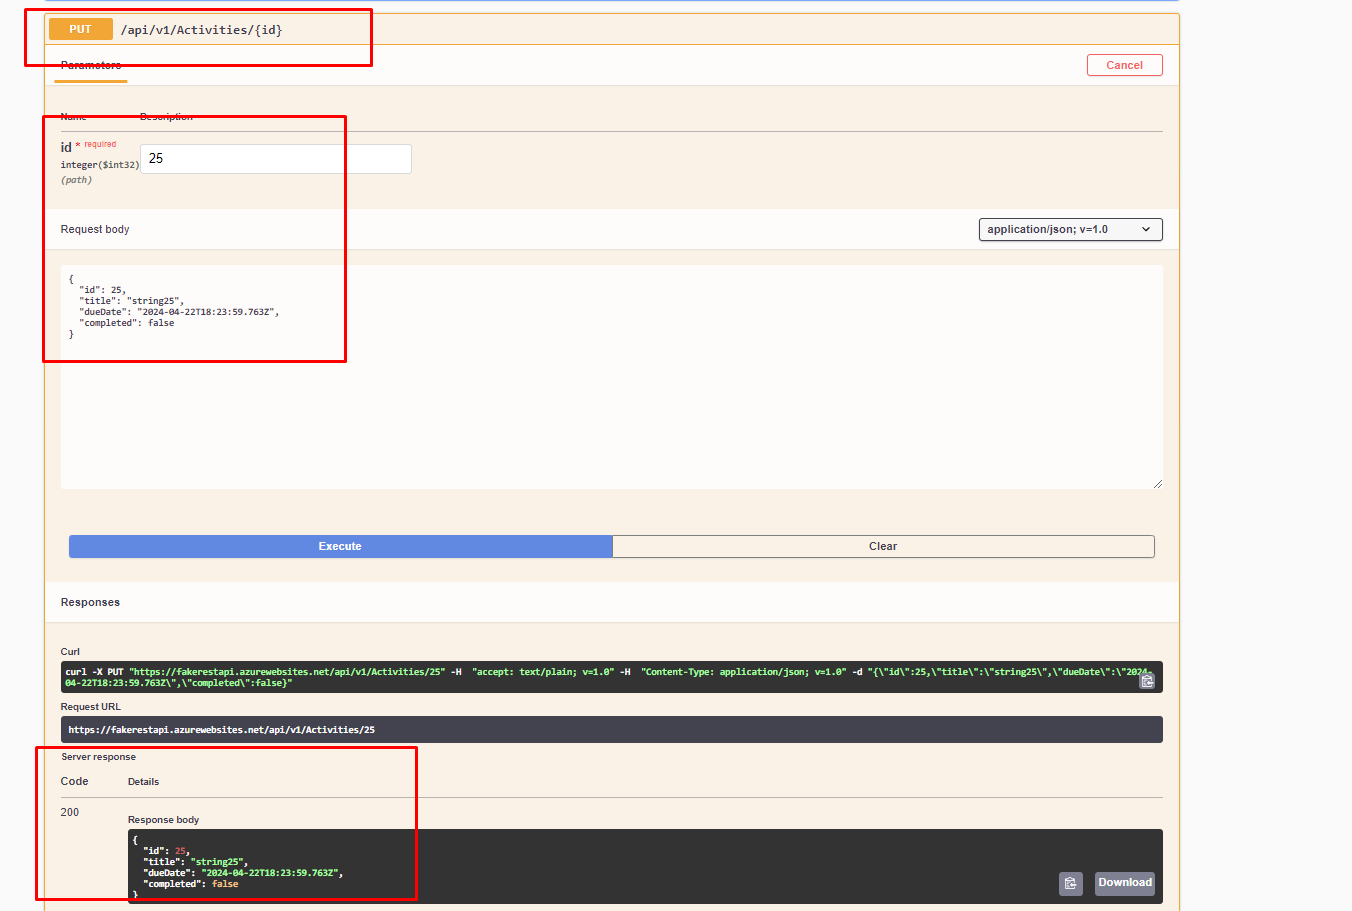 PUT /api/v1/Activities/{id}
Parameters
Cancel
Name Description
id * required
integer($int32)
(path)
25
Request body
application/json; v=1.0
{
  "id": 25,
  "title": "string25",
  "dueDate": "2024-04-22T18:23:59.763Z",
  "completed": false
}
Execute
Clear
Responses
Curl
curl -X PUT "https://fakerestapi.azurewebsites.net/api/v1/Activities/25" -H  "accept: text/plain; v=1.0" -H  "Content-Type: application/json; v=1.0" -d "{\"id\":25,\"title\":\"string25\",\"dueDate\":\"2024-
04-22T18:23:59.763Z\",\"completed\":false}"
Request URL
https://fakerestapi.azurewebsites.net/api/v1/Activities/25
Server response
Code Details
200
Response body
{
  "id": 25,
  "title": "string25",
  "dueDate": "2024-04-22T18:23:59.763Z",
  "completed": false
}
Download